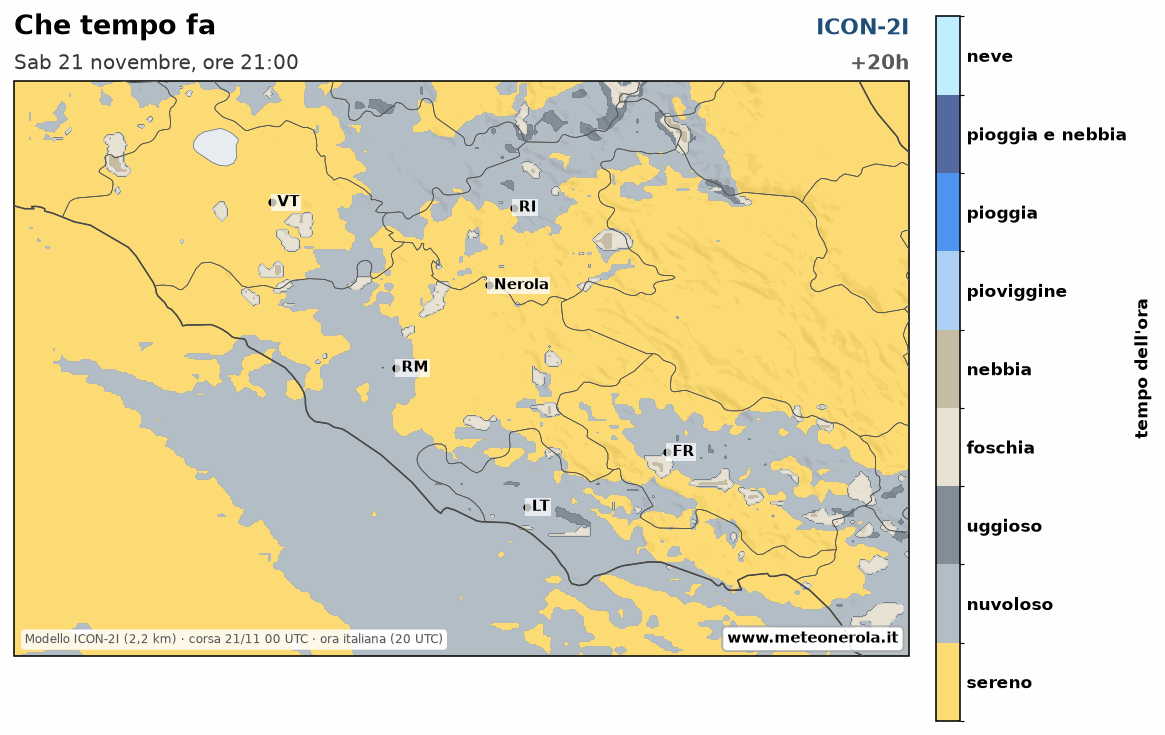 Che tempo fa
ICON-2I
Sab 21 novembre, ore 21:00
+20h
neve
pioggia e nebbia
pioggia
pioviggine
nebbia
foschia
uggioso
nuvoloso
sereno
tempo dell'ora
VT
RI
Nerola
RM
FR
LT
Modello ICON-2I (2,2 km) · corsa 21/11 00 UTC · ora italiana (20 UTC)
www.meteonerola.it